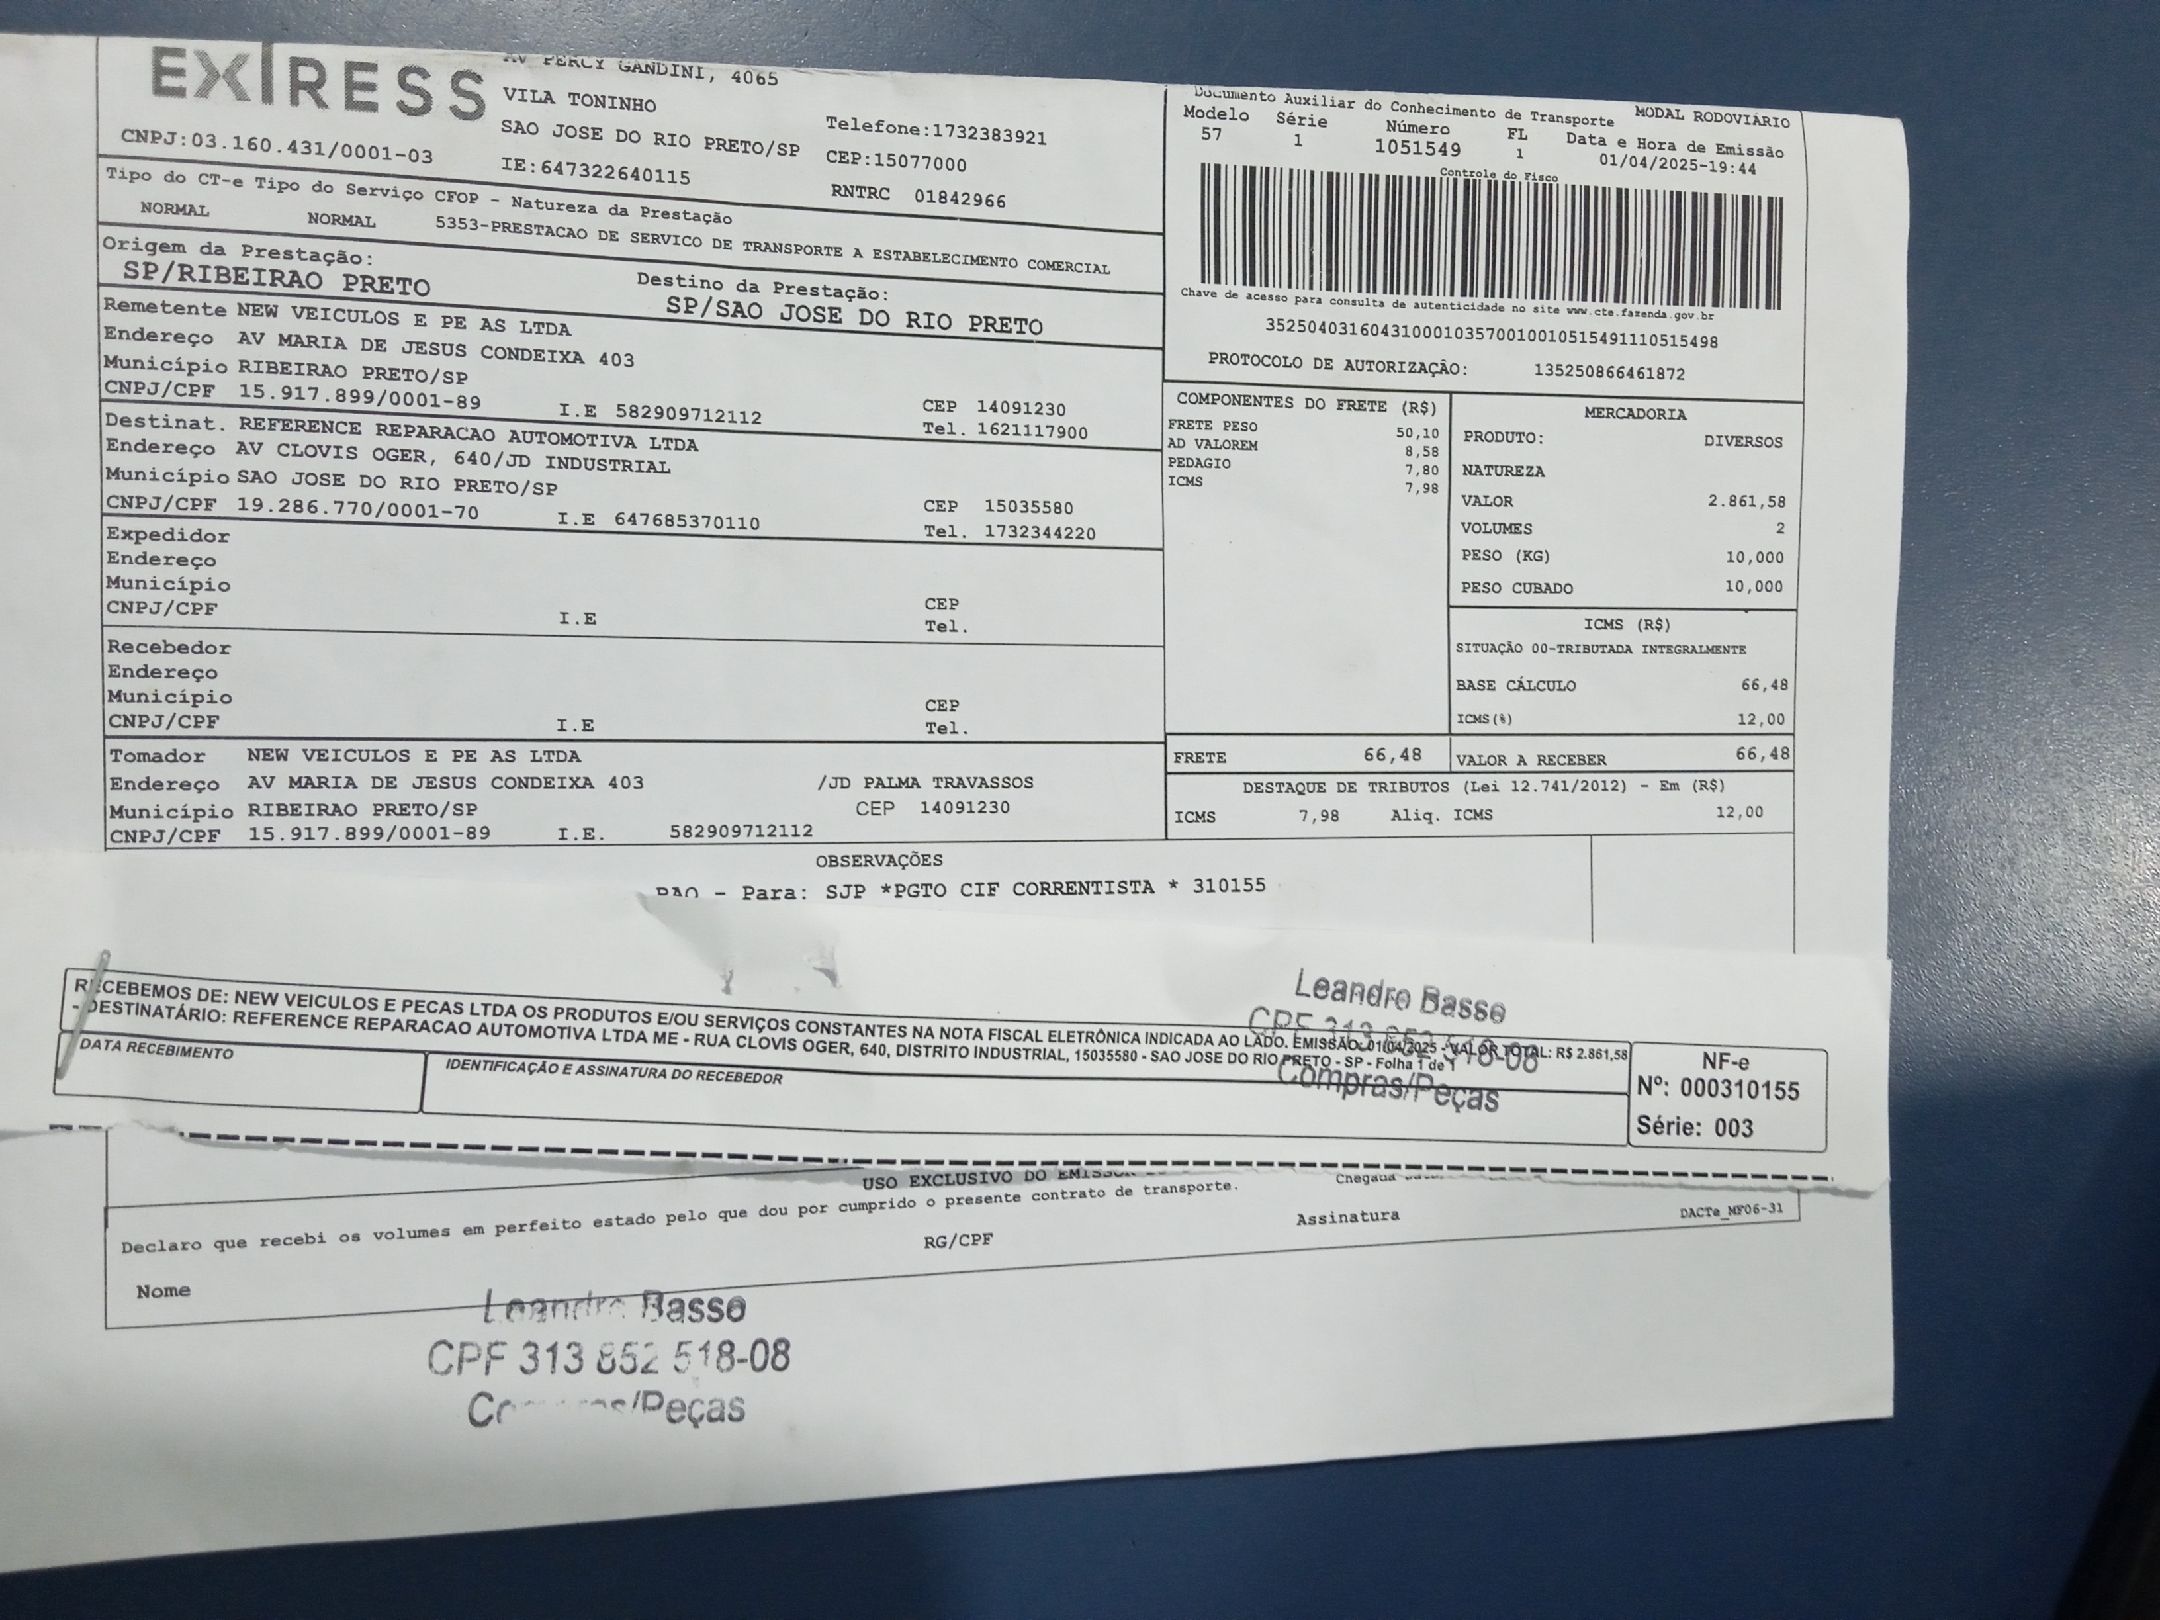 EXPRESS
AV PERCY GANDINI, 4065
VILA TONINHO
SAO JOSE DO RIO PRETO/SP
Telefone:1732383921
CEP:15077000
CNPJ:03.160.431/0001-03
IE:647322640115
RNTRC 01842966
Tipo do CT-e Tipo do Serviço CFOP - Natureza da Prestação
NORMAL NORMAL 5353-PRESTACAO DE SERVICO DE TRANSPORTE A ESTABELECIMENTO COMERCIAL
Origem da Prestação:
SP/RIBEIRAO PRETO
Destino da Prestação:
SP/SAO JOSE DO RIO PRETO
Remetente NEW VEICULOS E PE AS LTDA
Endereço AV MARIA DE JESUS CONDEIXA 403
Município RIBEIRAO PRETO/SP
CEP 14091230
CNPJ/CPF 15.917.899/0001-89 I.E 582909712112 Tel. 1621117900
Destinat. REFERENCE REPARACAO AUTOMOTIVA LTDA
Endereço AV CLOVIS OGER, 640/JD INDUSTRIAL
Município SAO JOSE DO RIO PRETO/SP
CEP 15035580
CNPJ/CPF 19.286.770/0001-70 I.E 647685370110 Tel. 1732344220
Expedidor
Endereço
Município
CEP
CNPJ/CPF I.E Tel.
Recebedor
Endereço
Município
CEP
CNPJ/CPF I.E Tel.
Tomador NEW VEICULOS E PE AS LTDA
Endereço AV MARIA DE JESUS CONDEIXA 403 /JD PALMA TRAVASSOS
Município RIBEIRAO PRETO/SP CEP 14091230
CNPJ/CPF 15.917.899/0001-89 I.E. 582909712112
Documento Auxiliar do Conhecimento de Transporte MODAL RODOVIÁRIO
Modelo Série Número FL Data e Hora de Emissão
57 1 1051549 1 01/04/2025-19:44
Controle do Fisco
Chave de acesso para consulta de autenticidade no site www.cte.fazenda.gov.br
35250403160431000103570010010515491110515498
PROTOCOLO DE AUTORIZAÇÃO: 135250866461872
COMPONENTES DO FRETE (R$)
FRETE PESO 50,10
AD VALOREM 8,58
PEDAGIO 7,80
ICMS 7,98
MERCADORIA
PRODUTO: DIVERSOS
NATUREZA
VALOR 2.861,58
VOLUMES 2
PESO (KG) 10,000
PESO CUBADO 10,000
ICMS (R$)
SITUAÇÃO 00-TRIBUTADA INTEGRALMENTE
BASE CÁLCULO 66,48
ICMS(%) 12,00
FRETE 66,48 VALOR A RECEBER 66,48
DESTAQUE DE TRIBUTOS (Lei 12.741/2012) - Em (R$)
ICMS 7,98 Aliq. ICMS 12,00
OBSERVAÇÕES
RAO - Para: SJP *PGTO CIF CORRENTISTA * 310155
RECEBEMOS DE: NEW VEICULOS E PECAS LTDA OS PRODUTOS E/OU SERVIÇOS CONSTANTES NA NOTA FISCAL ELETRÔNICA INDICADA AO LADO. EMISSÃO: 01/04/2025 - VALOR TOTAL: R$ 2.861,58
- DESTINATÁRIO: REFERENCE REPARACAO AUTOMOTIVA LTDA ME - RUA CLOVIS OGER, 640, DISTRITO INDUSTRIAL, 15035580 - SAO JOSE DO RIO PRETO - SP - Folha 1 de 1
DATA RECEBIMENTO
IDENTIFICAÇÃO E ASSINATURA DO RECEBEDOR
NF-e
Nº: 000310155
Série: 003
Leandro Basso
CPF 313 852 518-08
Compras/Peças
USO EXCLUSIVO DO EMISSOR
Chegada
Declaro que recebi os volumes em perfeito estado pelo que dou por cumprido o presente contrato de transporte.
Nome RG/CPF Assinatura
DACTe_MF06-31
Leandro Basso
CPF 313 852 518-08
Compras/Peças